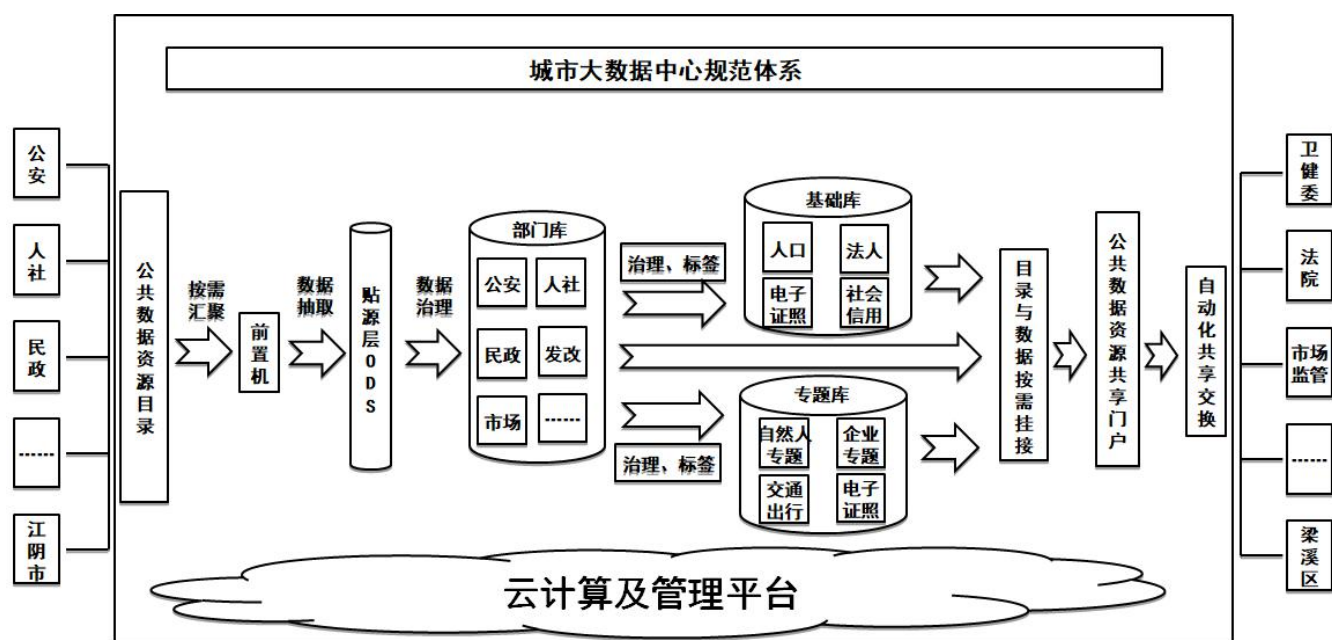 城市大数据中心规范体系
公安
人社
民政
……
江阴市
公共数据资源目录
按需
汇聚
前置机
数据
抽取
贴源层ODS
数据
治理
部门库
公安
人社
民政
发改
市场
……
治理、标签
治理、标签
基础库
人口
法人
电子
证照
社会
信用
专题库
自然人
专题
企业
专题
交通
出行
电子
证照
目录与数据按需挂接
公共数据资源共享门户
自动化共享交换
卫健委
法院
市场
监管
……
梁溪区
云计算及管理平台